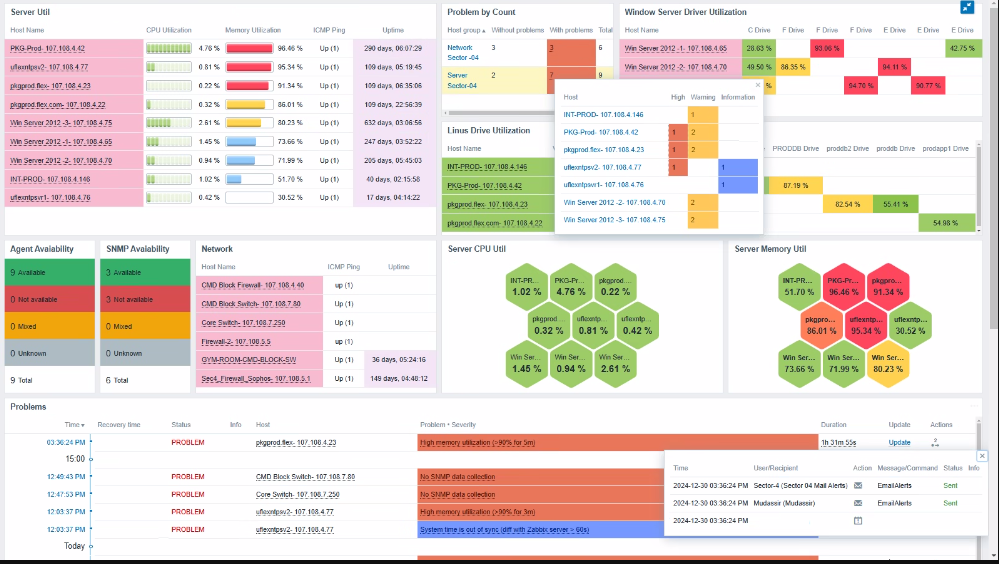 Server Util
Host Name CPU Utilization Memory Utilization ICMP Ping Uptime
PKG-Prod- 107.108.4.42 4.76 % 96.46 % Up (1) 290 days, 06:07:29
uflexntpsv2- 107.108.4.77 0.81 % 95.34 % Up (1) 109 days, 05:19:45
pkgprod.flex- 107.108.4.23 0.22 % 91.34 % Up (1) 109 days, 06:35:06
pkgprod.flex.com- 107.108.4.22 0.32 % 86.01 % Up (1) 109 days, 22:56:39
Win Server 2012 -3- 107.108.4.75 2.61 % 80.23 % Up (1) 632 days, 03:06:56
Win Server 2012 -1- 107.108.4.65 1.45 % 73.66 % Up (1) 247 days, 03:52:22
Win Server 2012 -2- 107.108.4.70 0.94 % 71.99 % Up (1) 205 days, 05:45:03
INT-PROD- 107.108.4.146 1.02 % 51.70 % Up (1) 40 days, 02:15:58
uflexntpsvr1- 107.108.4.76 0.42 % 30.52 % Up (1) 17 days, 04:14:22
Problem by Count
Host group Without problems With problems Total
Network Sector -04 3 3 6
Server Sector-04 2 7 9
Window Server Driver Utilization
Host Name C Drive F Drive F Drive F Drive E Drive E Drive E Drive
Win Server 2012 -1- 107.108.4.65 28.63 % 93.06 % 42.75 %
Win Server 2012 -2- 107.108.4.70 49.50 % 86.35 % 94.11 %
94.70 % 90.77 %
Host High Warning Information
INT-PROD- 107.108.4.146 1
PKG-Prod- 107.108.4.42 1 2
pkgprod.flex- 107.108.4.23 1 2
uflexntpsv2- 107.108.4.77 1 1
uflexntpsvr1- 107.108.4.76 1
Win Server 2012 -2- 107.108.4.70 2
Win Server 2012 -3- 107.108.4.75 2
Linus Drive Utilization
Host Name PRODDB Drive proddb2 Drive proddb Drive prodapp1 Drive
INT-PROD- 107.108.4.146
PKG-Prod- 107.108.4.42 87.19 %
pkgprod.flex- 107.108.4.23 82.54 % 55.41 %
pkgprod.flex.com- 107.108.4.22 54.98 %
Agent Avaiability
9 Available
0 Not available
0 Mixed
0 Unknown
9 Total
SNMP Avaiability
3 Available
3 Not available
0 Mixed
0 Unknown
6 Total
Network
Host Name ICMP Ping Uptime
CMD Block Firewall- 107.108.4.40 up (1)
CMD Block Switch- 107.108.7.80 Up (1)
Core Switch- 107.108.7.250 Up (1)
Firewall-2- 107.108.5.5 Up (1)
GYM-ROOM-CMD-BLOCK-SW Up (1) 36 days, 05:24:16
Sec4_Firewall_Sophos- 107.108.5.1 Up (1) 149 days, 04:48:12
Server CPU Util
INT-PR... PKG-Pr... pkgprod...
1.02 % 4.76 % 0.22 %
pkgprod... uflexntp... uflexntp...
0.32 % 0.81 % 0.42 %
Win Ser... Win Ser... Win Ser...
1.45 % 0.94 % 2.61 %
Server Memory Util
INT-PR... PKG-Pr... pkgpro...
51.70 % 96.46 % 91.34 %
pkgpro... uflexntp... uflexntp...
86.01 % 95.34 % 30.52 %
Win Ser... Win Ser... Win Ser...
73.66 % 71.99 % 80.23 %
Problems
Time Recovery time Status Info Host Problem • Severity Duration Update Actions
03:36:24 PM PROBLEM pkgprod.flex- 107.108.4.23 High memory utilization (>90% for 5m) 1h 31m 55s Update 2
15:00
12:49:43 PM PROBLEM CMD Block Switch- 107.108.7.80 No SNMP data collection
12:47:53 PM PROBLEM Core Switch- 107.108.7.250 No SNMP data collection
12:03:37 PM PROBLEM uflexntpsv2- 107.108.4.77 High memory utilization (>90% for 5m)
12:03:37 PM PROBLEM uflexntpsv2- 107.108.4.77 System time is out of sync (diff with Zabbix server > 60s)
Today
Time User/Recipient Action Message/Command Status Info
2024-12-30 03:36:24 PM Sector-4 (Sector 04 Mail Alerts) EmailAlerts Sent
2024-12-30 03:36:24 PM Mudassir (Mudassir) EmailAlerts Sent
2024-12-30 03:36:24 PM